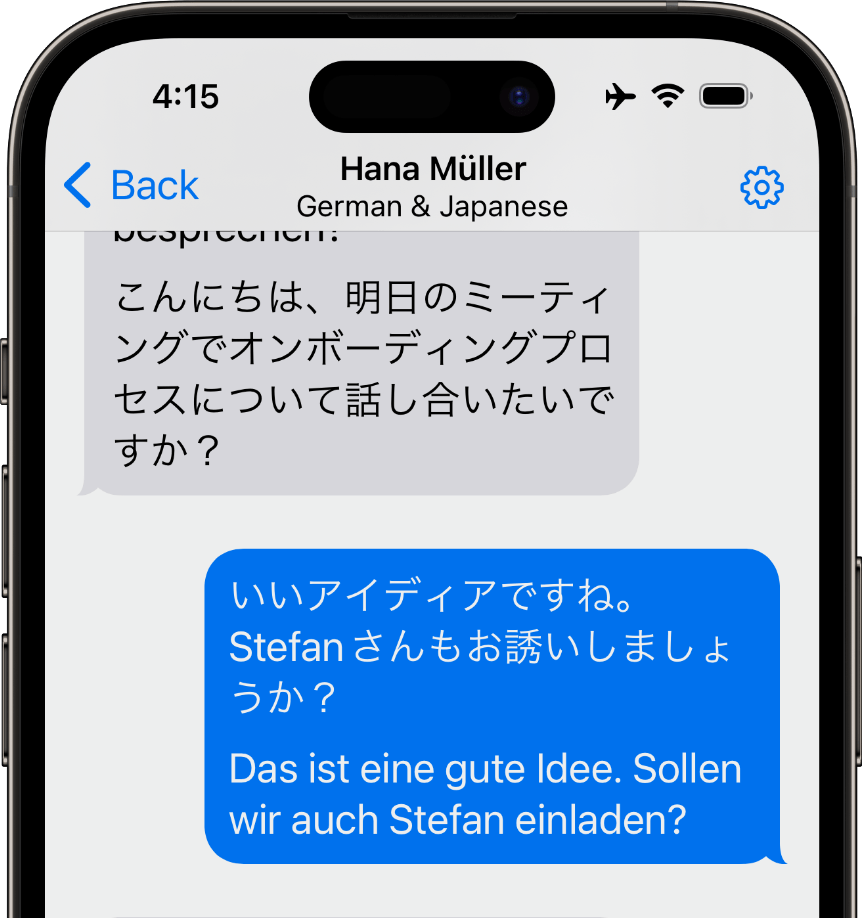 4:15
Back
Hana Müller
German & Japanese
besprechen?
こんにちは、明日のミーティ
ングでオンボーディングプロ
セスについて話し合いたいで
すか？
いいアイディアですね。
Stefanさんもお誘いしましょ
うか？
Das ist eine gute Idee. Sollen
wir auch Stefan einladen?